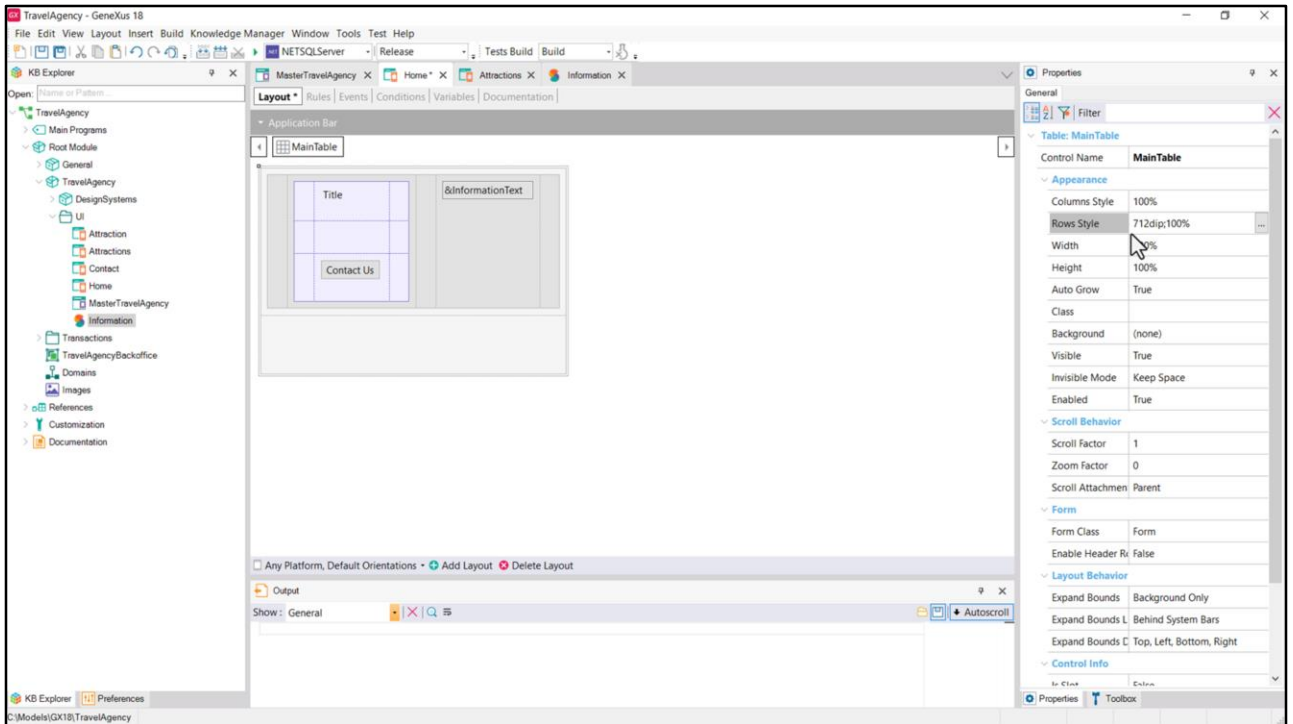 TravelAgency - GeneXus 18
File Edit View Layout Insert Build Knowledge Manager Window Tools Test Help
NETSQLServer Release Tests Build Build
KB Explorer
Open: Name or Pattern...
TravelAgency
Main Programs
Root Module
General
TravelAgency
DesignSystems
UI
Attraction
Attractions
Contact
Home
MasterTravelAgency
Information
Transactions
TravelAgencyBackoffice
Domains
Images
References
Customization
Documentation
KB Explorer Preferences
C:\Models\GX18\TravelAgency
MasterTravelAgency X Home* X Attractions X Information X
Layout * Rules Events Conditions Variables Documentation
Application Bar
MainTable
Title
&InformationText
Contact Us
Any Platform, Default Orientations Add Layout Delete Layout
Output
Show: General
Autoscroll
Properties
General
Filter
Table: MainTable
Control Name MainTable
Appearance
Columns Style 100%
Rows Style 712dip;100% ...
Width
Height 100%
Auto Grow True
Class
Background (none)
Visible True
Invisible Mode Keep Space
Enabled True
Scroll Behavior
Scroll Factor 1
Zoom Factor 0
Scroll Attachmen Parent
Form
Form Class Form
Enable Header Ro False
Layout Behavior
Expand Bounds Background Only
Expand Bounds L Behind System Bars
Expand Bounds D Top, Left, Bottom, Right
Control Info
Is Slot False
Properties Toolbox